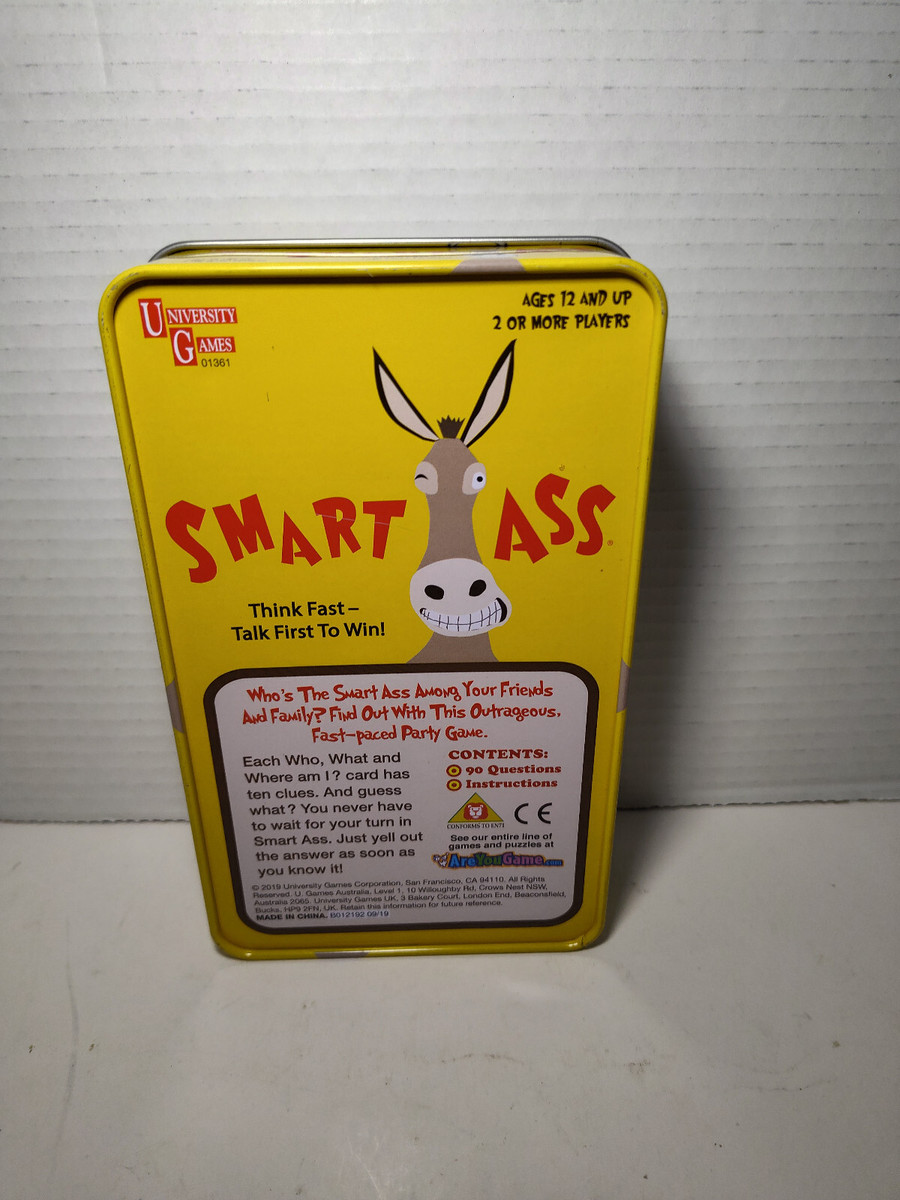 UNIVERSITY
GAMES
01361
AGES 12 AND UP
2 OR MORE PLAYERS
SMART ASS®
Think Fast –
Talk First To Win!
Who's The Smart Ass Among Your Friends
And Family? Find Out With This Outrageous,
Fast-paced Party Game.
Each Who, What and
Where am I? card has
ten clues. And guess
what? You never have
to wait for your turn in
Smart Ass. Just yell out
the answer as soon as
you know it!
CONTENTS:
90 Questions
Instructions
CONFORMS TO EN71
CE
See our entire line of
games and puzzles at
AreYouGame.com
© 2019 University Games Corporation, San Francisco, CA 94110. All Rights
Reserved. U. Games Australia, Level 1, 10 Willoughby Rd, Crows Nest NSW,
Australia 2065. University Games UK, 3 Bakery Court, London End, Beaconsfield,
Bucks, HP9 2FN, UK. Retain this information for future reference.
MADE IN CHINA. B012192 09/19